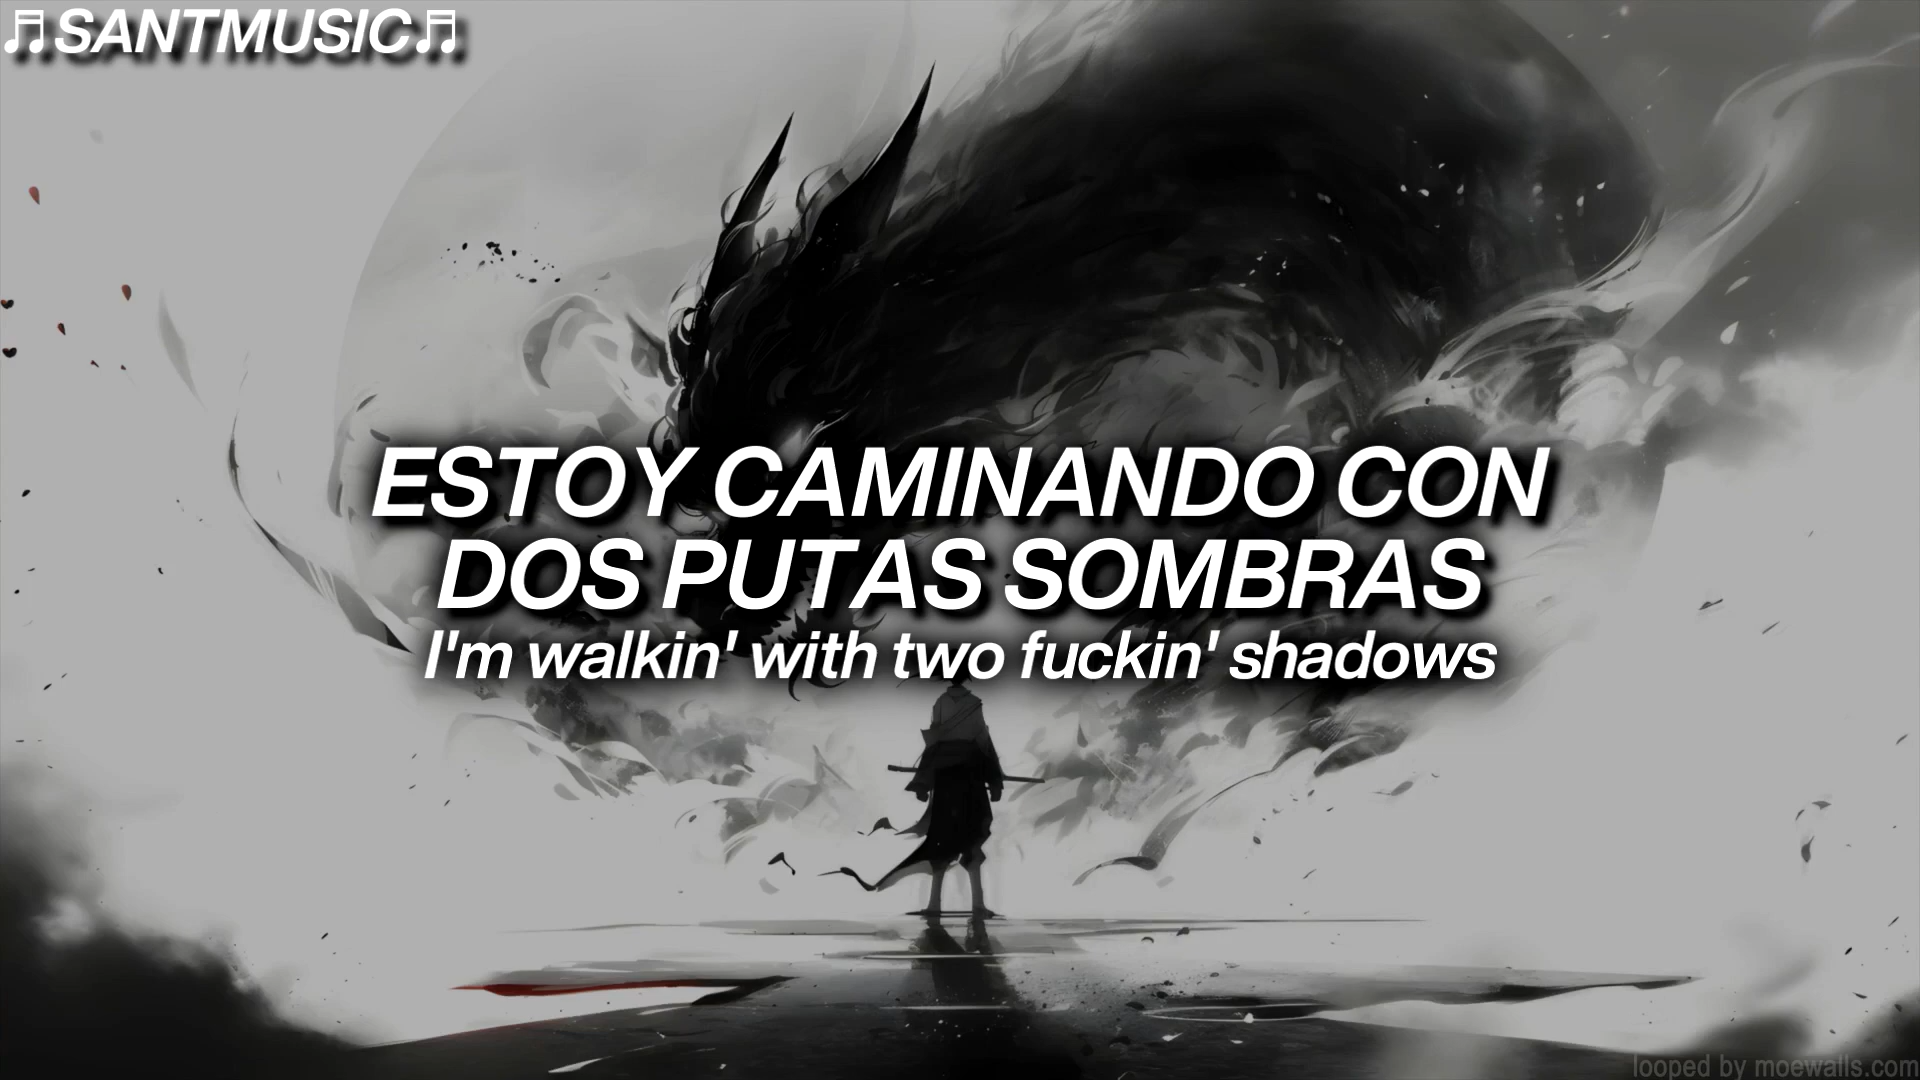 ♫SANTMUSIC♫
ESTOY CAMINANDO CON
DOS PUTAS SOMBRAS
I'm walkin' with two fuckin' shadows
looped by moewalls.com